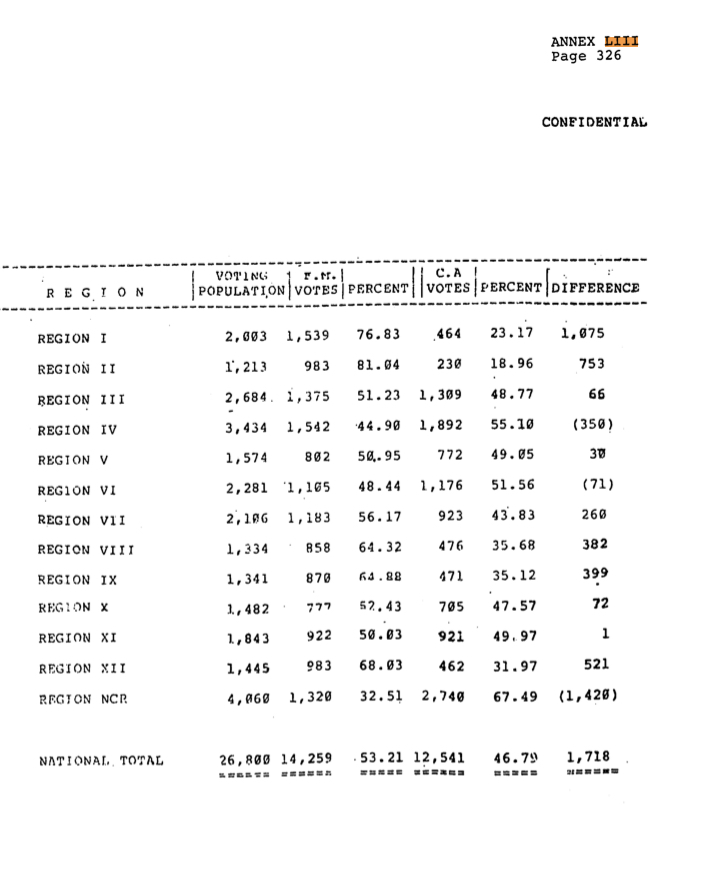 ANNEX LIII
Page 326
CONFIDENTIAL
REGION | VOTING POPULATION | F.M. VOTES | PERCENT || C.A VOTES | PERCENT | DIFFERENCE
REGION I 2,003 1,539 76.83 464 23.17 1,075
REGION II 1,213 983 81.04 230 18.96 753
REGION III 2,684 1,375 51.23 1,309 48.77 66
REGION IV 3,434 1,542 44.90 1,892 55.10 (350)
REGION V 1,574 802 50.95 772 49.05 30
REGION VI 2,281 1,105 48.44 1,176 51.56 (71)
REGION VII 2,106 1,183 56.17 923 43.83 260
REGION VIII 1,334 858 64.32 476 35.68 382
REGION IX 1,341 870 64.88 471 35.12 399
REGION X 1,482 777 52.43 705 47.57 72
REGION XI 1,843 922 50.03 921 49.97 1
REGION XII 1,445 983 68.03 462 31.97 521
REGION NCR 4,060 1,320 32.51 2,740 67.49 (1,420)
NATIONAL TOTAL 26,800 14,259 53.21 12,541 46.79 1,718